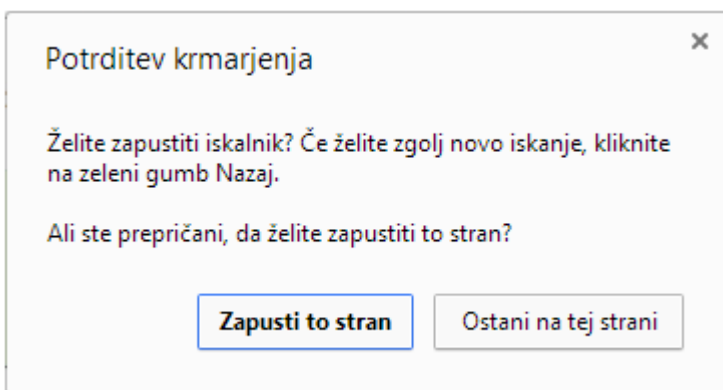 Potrditev krmarjenja
Želite zapustiti iskalnik? Če želite zgolj novo iskanje, kliknite
na zeleni gumb Nazaj.
Ali ste prepričani, da želite zapustiti to stran?
Zapusti to stran
Ostani na tej strani